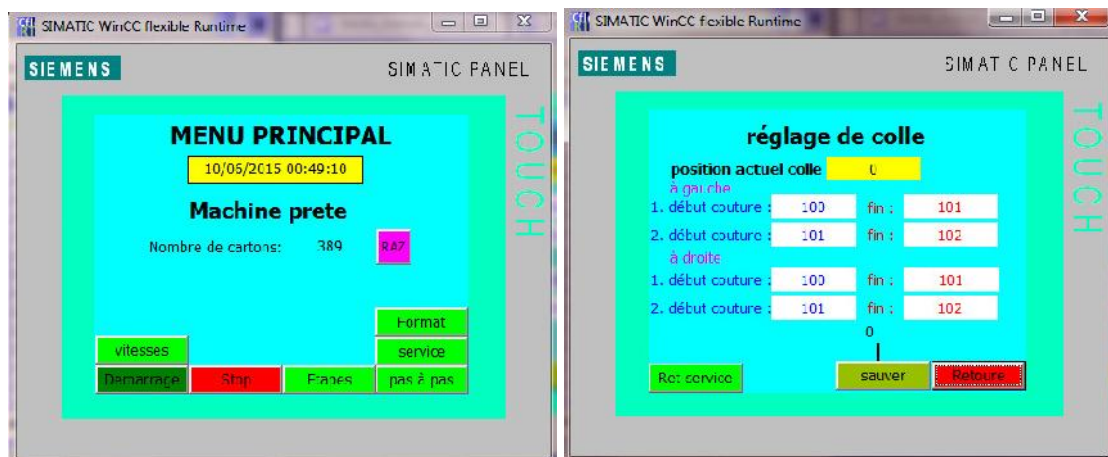 SIMATIC WinCC flexible Runtime
SIEMENS
SIMATIC PANEL
TOUCH
MENU PRINCIPAL
10/06/2015 00:49:10
Machine prete
Nombre de cartons: 389 RAZ
Format
vitesses service
Demarrage Stop Etapes pas à pas
SIMATIC WinCC flexible Runtime
SIEMENS
SIMATIC PANEL
TOUCH
réglage de colle
position actuel colle 0
à gauche
1. début couture : 100 fin : 101
2. début couture : 101 fin : 102
à droite
1. début couture : 100 fin : 101
2. début couture : 101 fin : 102
0
Ret service sauver Retoure